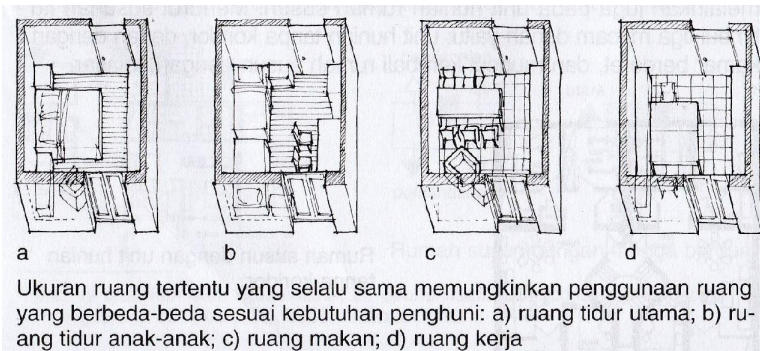 a b c d
Ukuran ruang tertentu yang selalu sama memungkinkan penggunaan ruang
yang berbeda-beda sesuai kebutuhan penghuni: a) ruang tidur utama; b) ru-
ang tidur anak-anak; c) ruang makan; d) ruang kerja